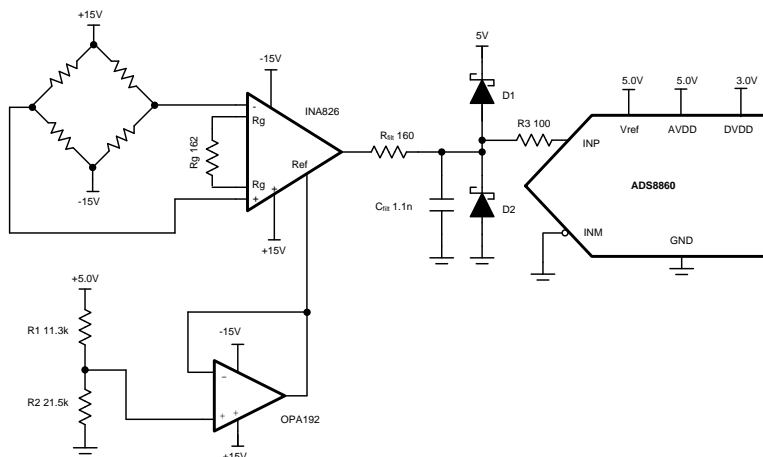 +15V
-15V
-15V
INA826
-
Rg
Rg 162
Rg
+
Ref
+
+15V
Rfilt 160
Cfilt 1.1n
5V
D1
D2
R3 100
5.0V
5.0V
3.0V
Vref
AVDD
DVDD
INP
ADS8860
INM
GND
+5.0V
R1 11.3k
R2 21.5k
-15V
–
+
+
OPA192
+15V